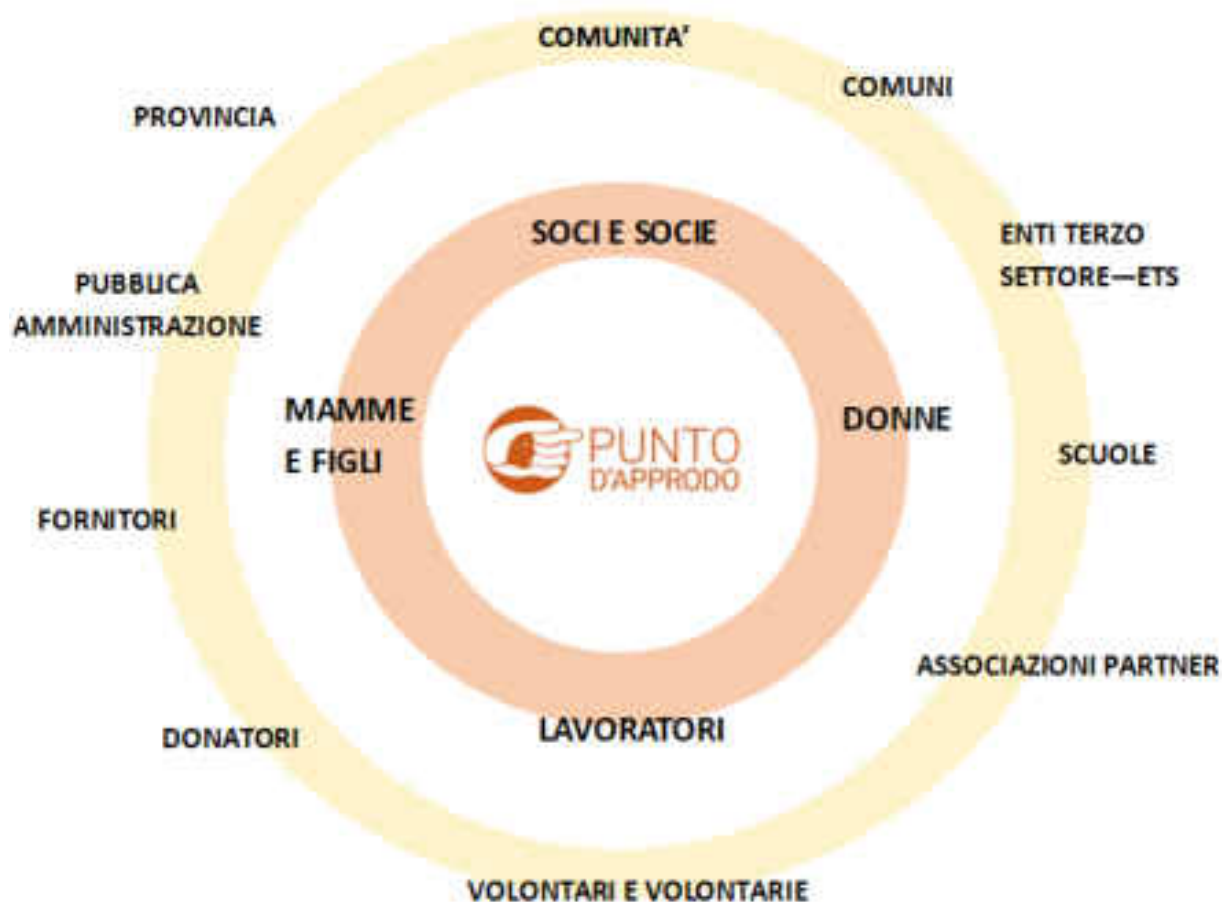 COMUNITA'
COMUNI
PROVINCIA
SOCI E SOCIE
ENTI TERZO
SETTORE—ETS
PUBBLICA
AMMINISTRAZIONE
MAMME
E FIGLI
PUNTO
D'APPRODO
DONNE
SCUOLE
FORNITORI
ASSOCIAZIONI PARTNER
DONATORI
LAVORATORI
VOLONTARI E VOLONTARIE